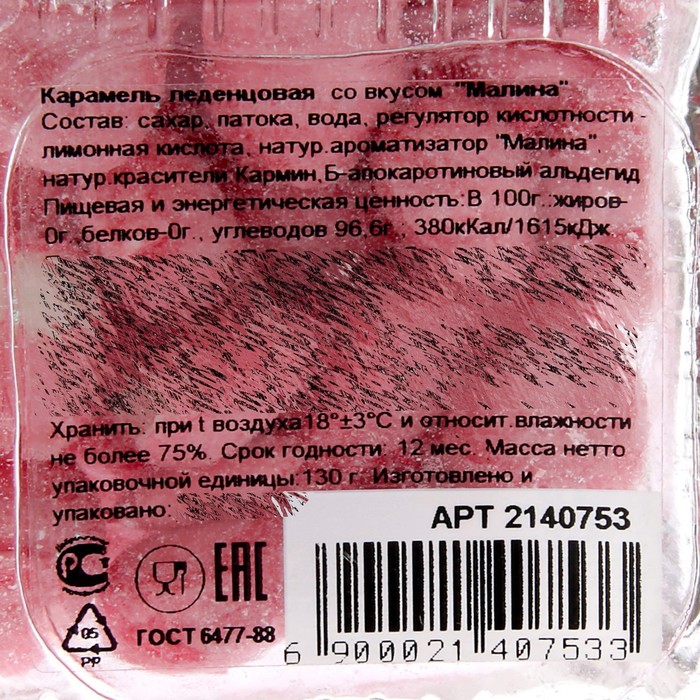 Карамель леденцовая со вкусом "Малина"
Состав: сахар, патока, вода, регулятор кислотности -
лимонная кислота, натур.ароматизатор "Малина",
натур.красители Кармин,Б-апокаротиновый альдегид
Пищевая и энергетическая ценность:В 100г.:жиров-
0г.,белков-0г., углеводов 96,6г., 380кКал/1615кДж.
Хранить: при t воздуха18°±3°С и относит.влажности
не более 75%. Срок годности: 12 мес. Масса нетто
упаковочной единицы:130 г. Изготовлено и
упаковано:
АРТ 2140753
РС
ЕАС
05
PP
ГОСТ 6477-88
6 900021 407533